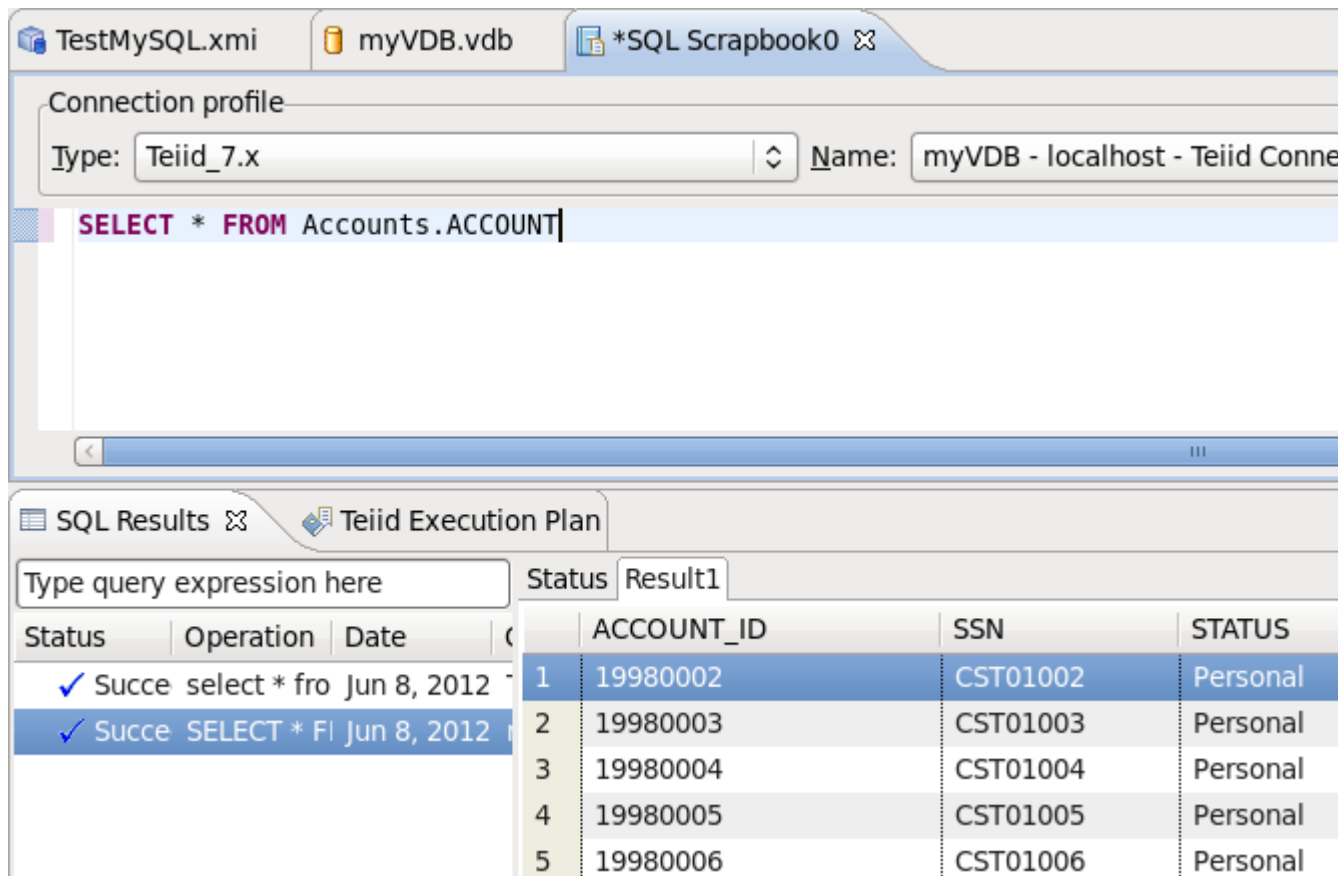 TestMySQL.xmi myVDB.vdb *SQL Scrapbook0
Connection profile
Type: Teiid_7.x Name: myVDB - localhost - Teiid Conne
SELECT * FROM Accounts.ACCOUNT
SQL Results Teiid Execution Plan
Type query expression here
Status Operation Date
Succe select * fro Jun 8, 2012
Succe SELECT * F Jun 8, 2012
Status Result1
ACCOUNT_ID SSN STATUS
1 19980002 CST01002 Personal
2 19980003 CST01003 Personal
3 19980004 CST01004 Personal
4 19980005 CST01005 Personal
5 19980006 CST01006 Personal